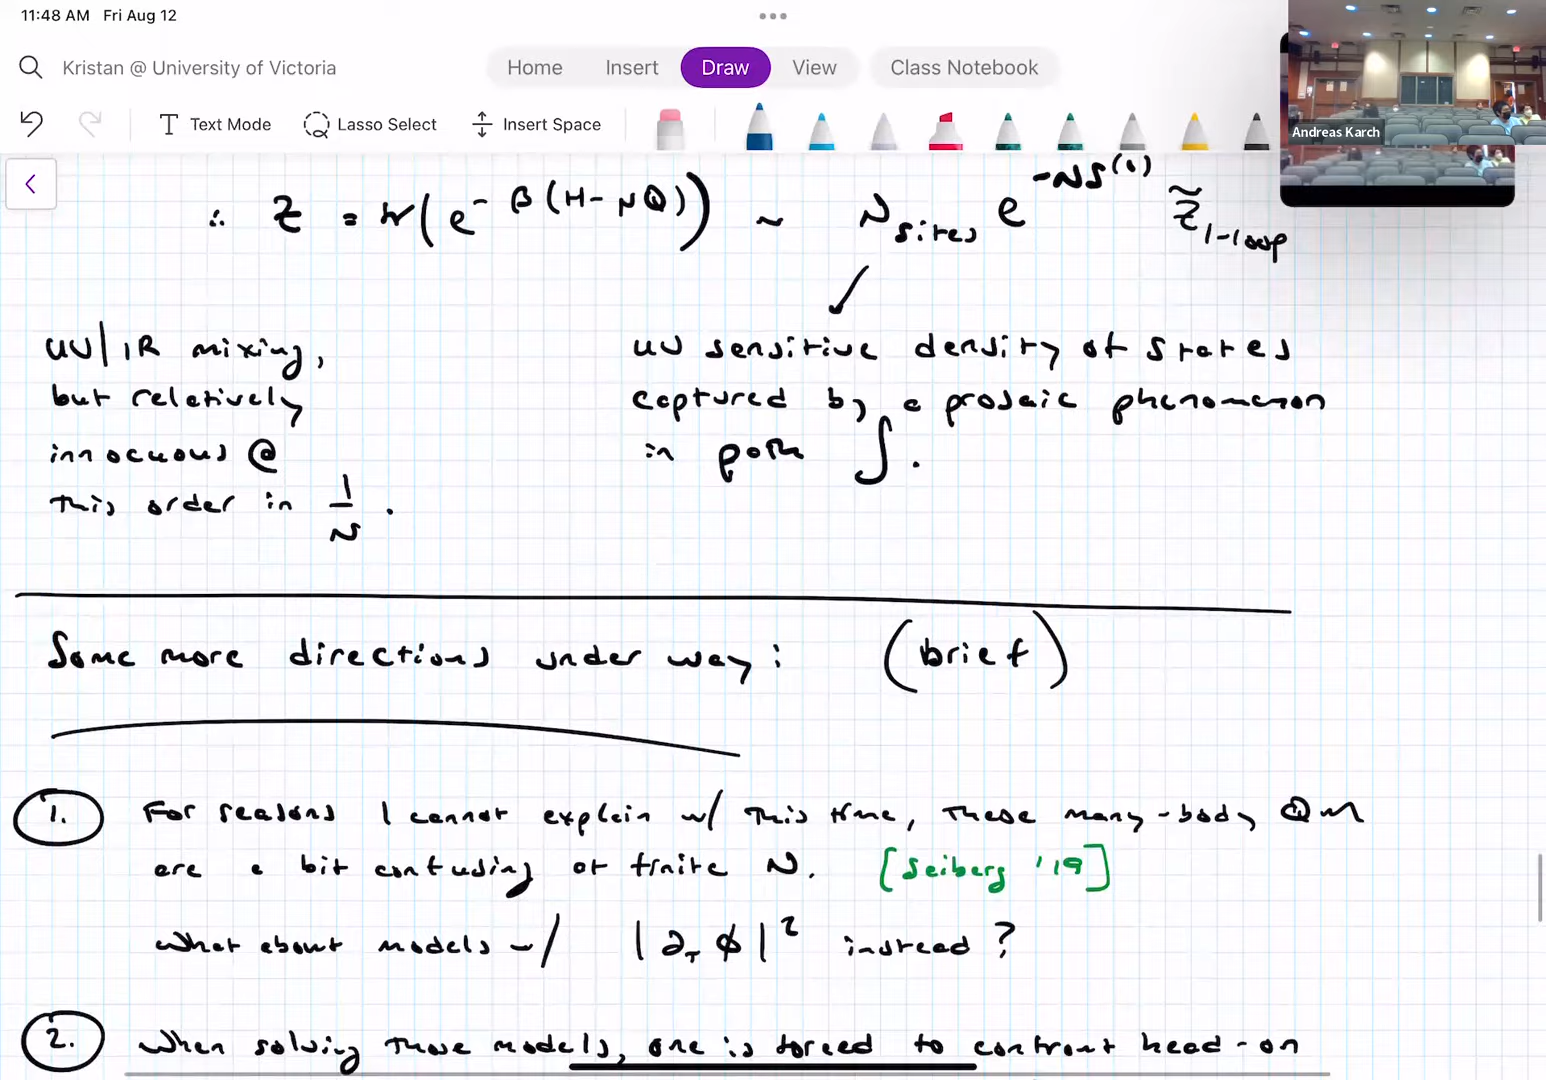 11:48 AM Fri Aug 12
Kristan @ University of Victoria
Home Insert Draw View Class Notebook
Text Mode Lasso Select Insert Space
Andreas Karch
∴ Z = tr(e^{-β(H-μQ)}) ~ N_{sites} e^{-NS^{(0)}} Z̃_{1-loop}
UV/IR mixing,
but relatively
innocuous @
this order in 1/N.
UV sensitive density of states
captured by a prosaic phenomenon
in path ∫.
Some more directions under way: (brief)
1. For reasons I cannot explain w/ this time, these many-body QM
are a bit confusing at finite N. [Seiberg '19]
What about models w/ |∂_τ φ|² instead?
2. When solving these models, one is forced to confront head-on